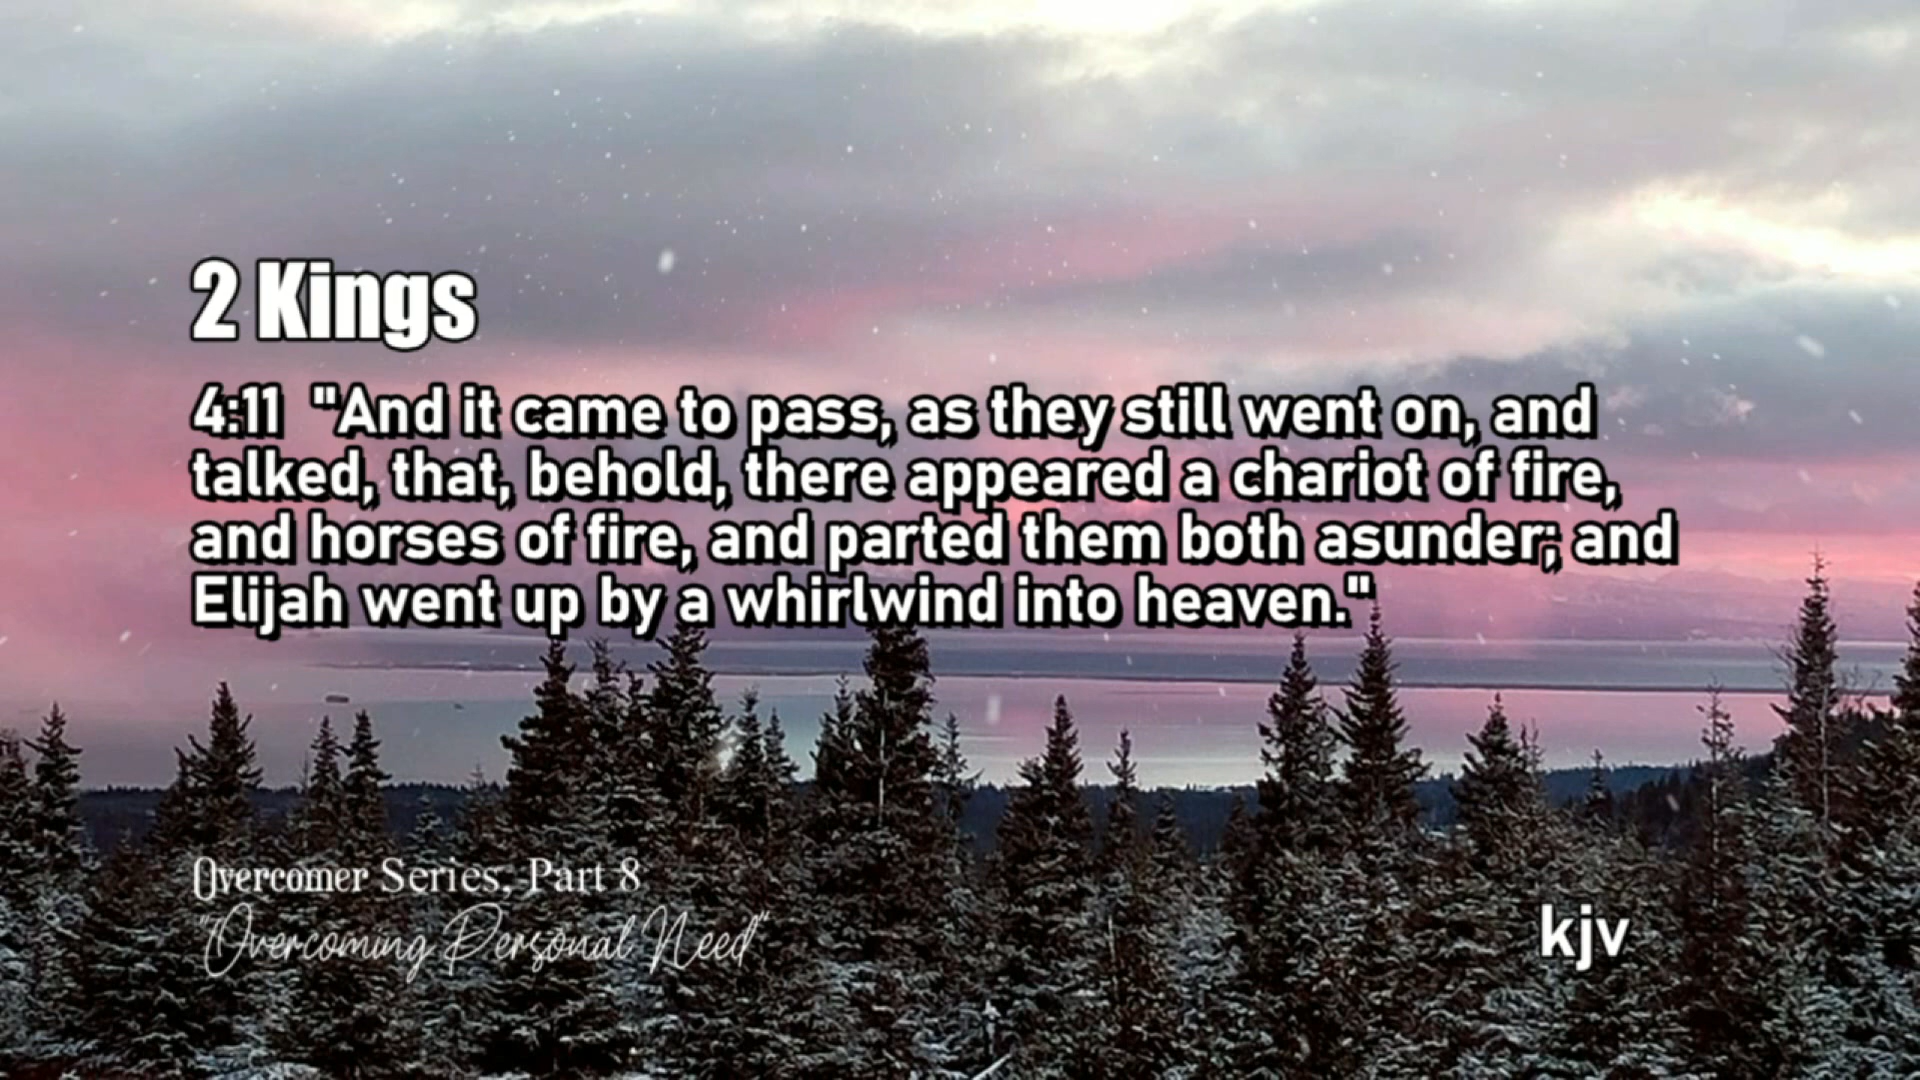 2 Kings
4:11 "And it came to pass, as they still went on, and
talked, that, behold, there appeared a chariot of fire,
and horses of fire, and parted them both asunder; and
Elijah went up by a whirlwind into heaven."
Overcomer Series, Part 8
"Overcoming Personal Need"
kjv